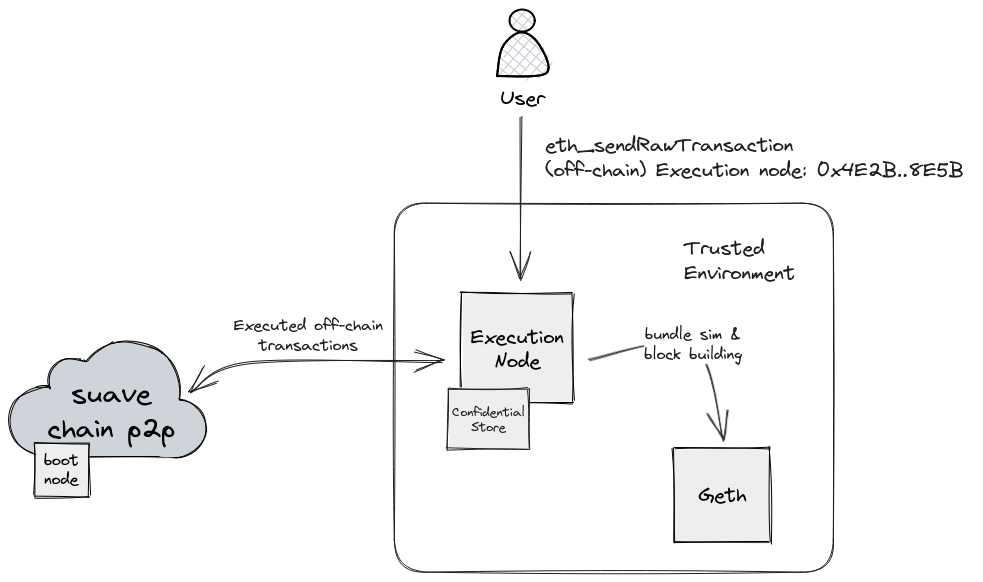 User
eth_sendRawTransaction
(off-chain) Execution node: 0x4E2B..8E5B
Trusted
Environment
Execution
Node
Confidential
Store
bundle sim &
block building
Geth
Executed off-chain
transactions
suave
chain p2p
boot
node